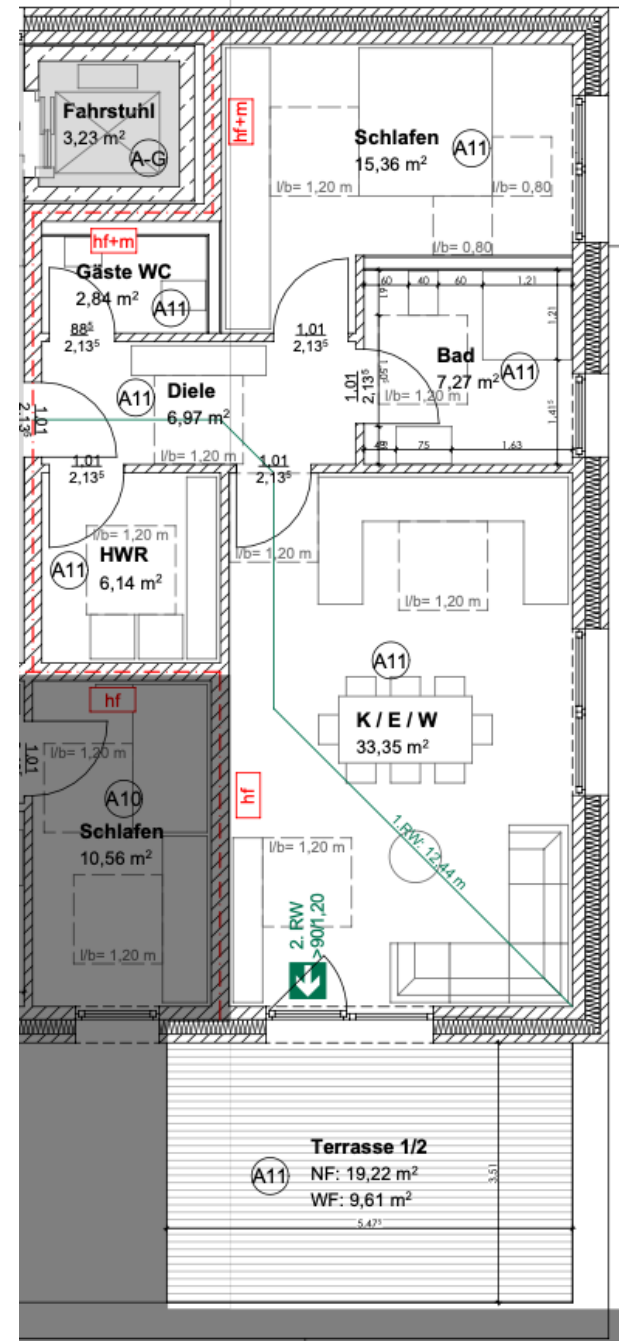 Fahrstuhl
3,23 m²
A-G
hf+m
Schlafen
15,36 m²
A11
l/b= 1,20 m
l/b= 0,80
l/b= 0,80
hf+m
Gäste WC
2,84 m²
A11
88⁵
2,13⁵
1,01
2,13⁵
60
40
60
1,21
1,21
1,50⁵
Bad
7,27 m²
A11
l/b= 1,20 m
1,41⁵
1,01
2,13⁵
75
1,63
A11
Diele
6,97 m²
l/b= 1,20 m
1,01
2,13⁵
1,01
2,13⁵
1,01
2,13⁵
l/b= 1,20 m
HWR
6,14 m²
A11
l/b= 1,20 m
l/b= 1,20 m
A11
K / E / W
33,35 m²
hf
1,01
l/b= 1,20 m
A10
Schlafen
10,56 m²
l/b= 1,20 m
hf
l/b= 1,20 m
1.RW: 12,44 m
2. RW
>90/1,20
A11
Terrasse 1/2
NF: 19,22 m²
WF: 9,61 m²
3,51
5,47⁵